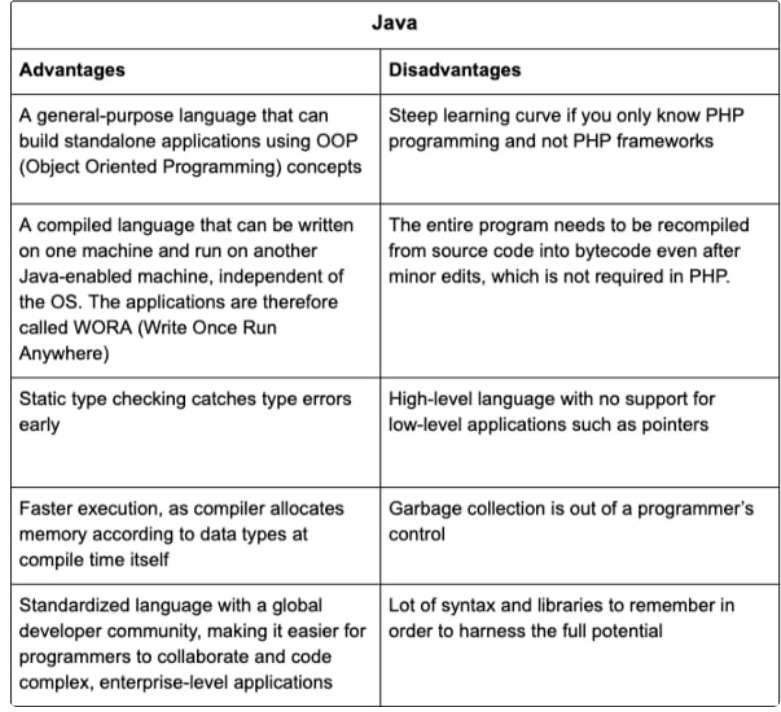 Java
Advantages
Disadvantages
A general-purpose language that can
build standalone applications using OOP
(Object Oriented Programming) concepts
Steep learning curve if you only know PHP
programming and not PHP frameworks
A compiled language that can be written
on one machine and run on another
Java-enabled machine, independent of
the OS. The applications are therefore
called WORA (Write Once Run
Anywhere)
The entire program needs to be recompiled
from source code into bytecode even after
minor edits, which is not required in PHP.
Static type checking catches type errors
early
High-level language with no support for
low-level applications such as pointers
Faster execution, as compiler allocates
memory according to data types at
compile time itself
Garbage collection is out of a programmer's
control
Standardized language with a global
developer community, making it easier for
programmers to collaborate and code
complex, enterprise-level applications
Lot of syntax and libraries to remember in
order to harness the full potential